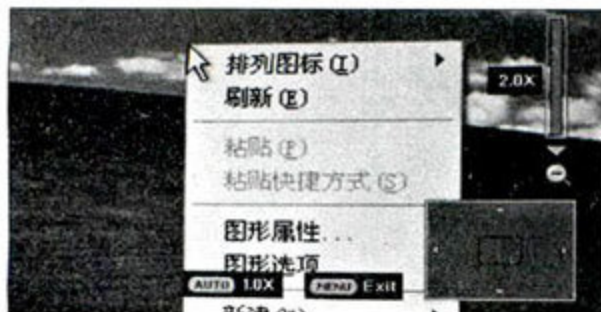 排列图标(I)
刷新(E)
2.0X
粘贴(P)
粘贴快捷方式(S)
图形属性...
图形选项
AUTO 1.0X MENU Exit